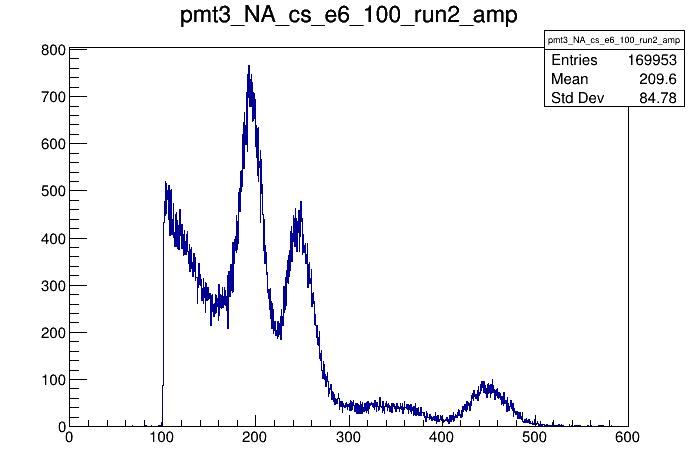 pmt3_NA_cs_e6_100_run2_amp
pmt3_NA_cs_e6_100_run2_amp
Entries 169953
Mean 209.6
Std Dev 84.78
800
700
600
500
400
300
200
100
0
0 100 200 300 400 500 600